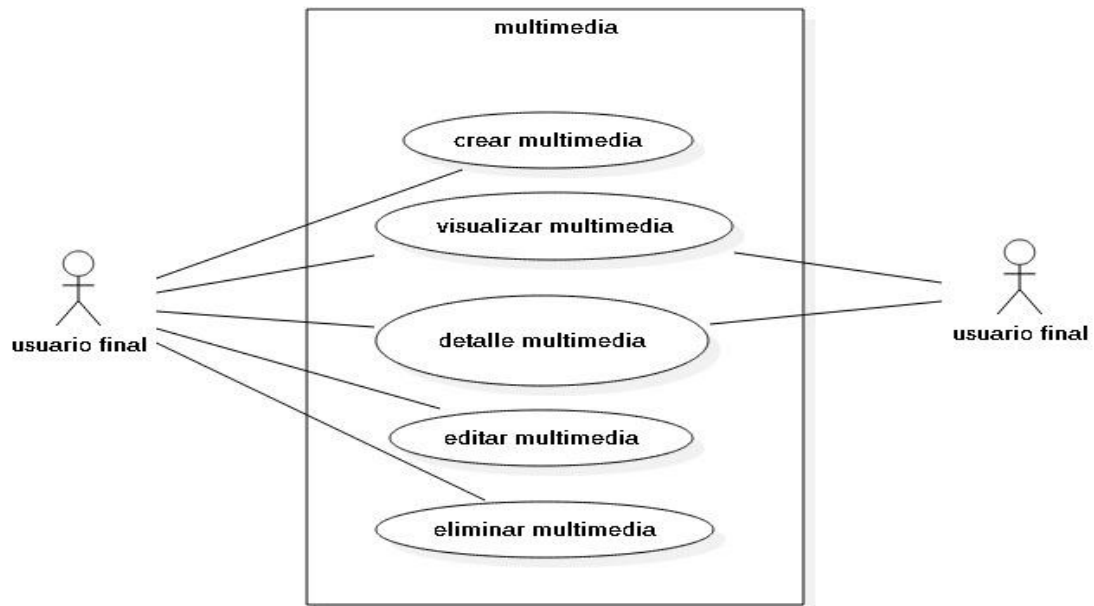 multimedia
crear multimedia
visualizar multimedia
detalle multimedia
editar multimedia
eliminar multimedia
usuario final
usuario final